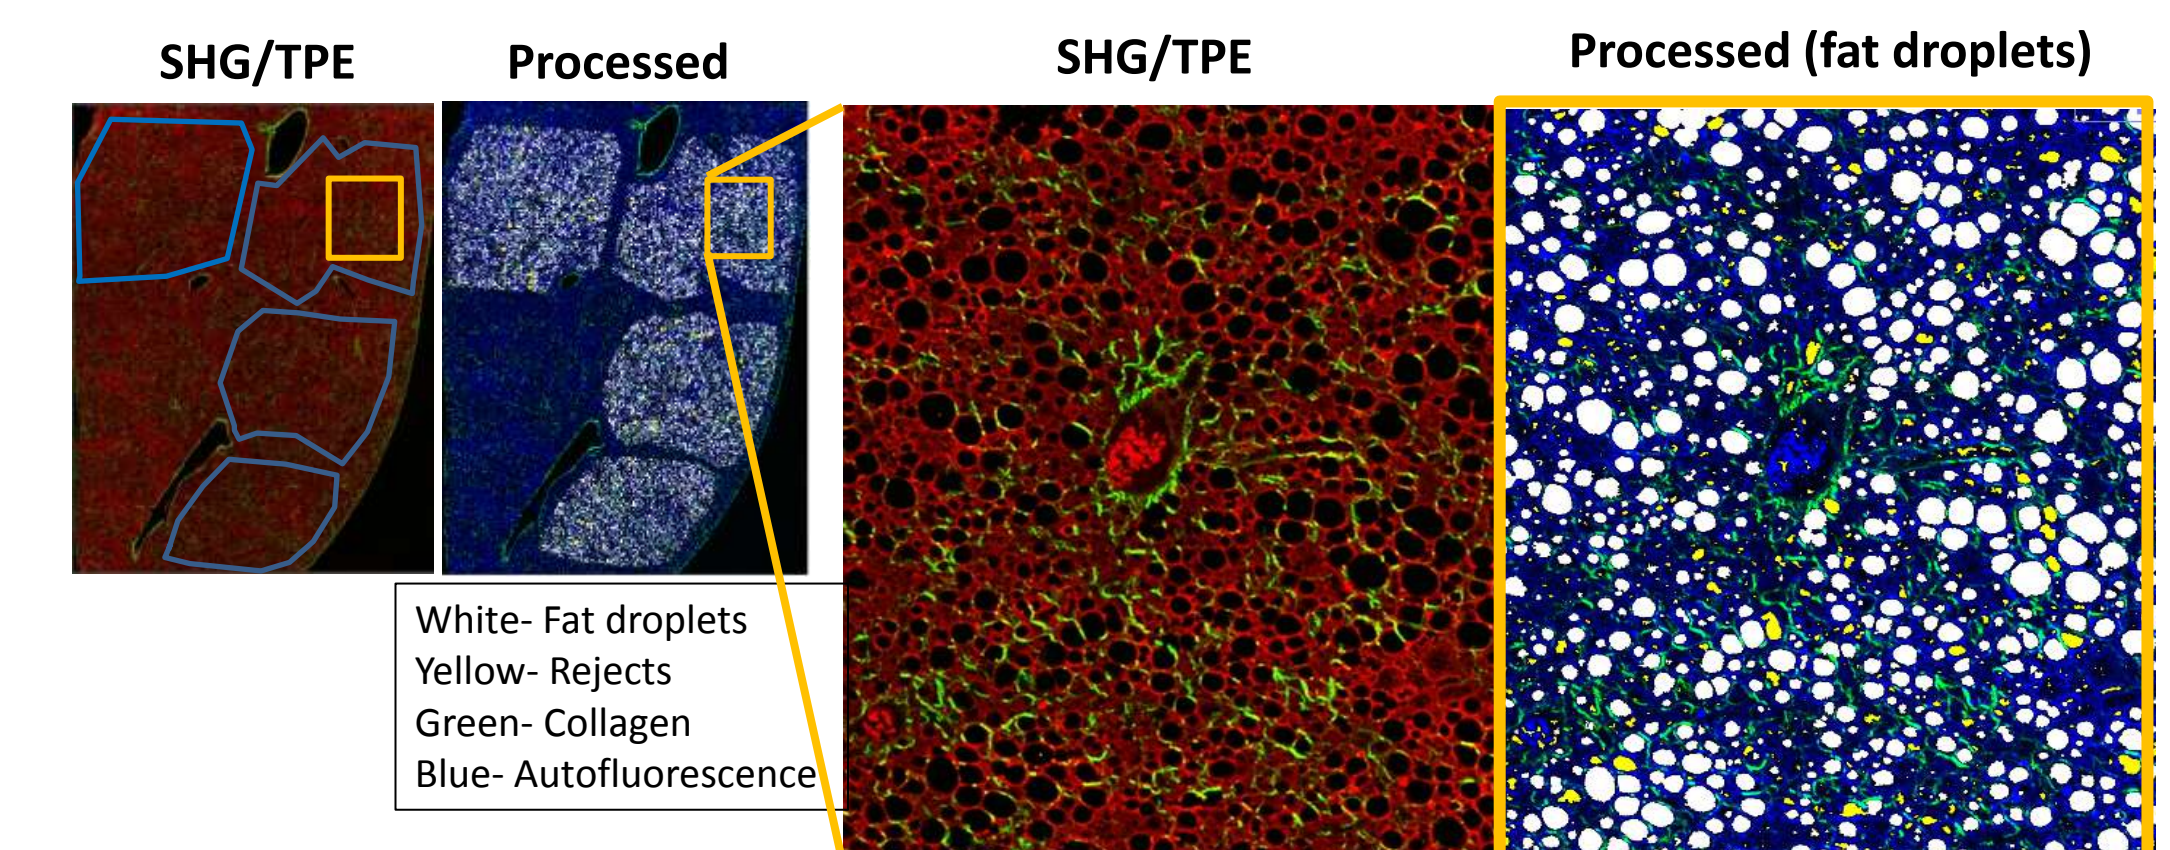 SHG/TPE
Processed
SHG/TPE
Processed (fat droplets)
White- Fat droplets
Yellow- Rejects
Green- Collagen
Blue- Autofluorescence